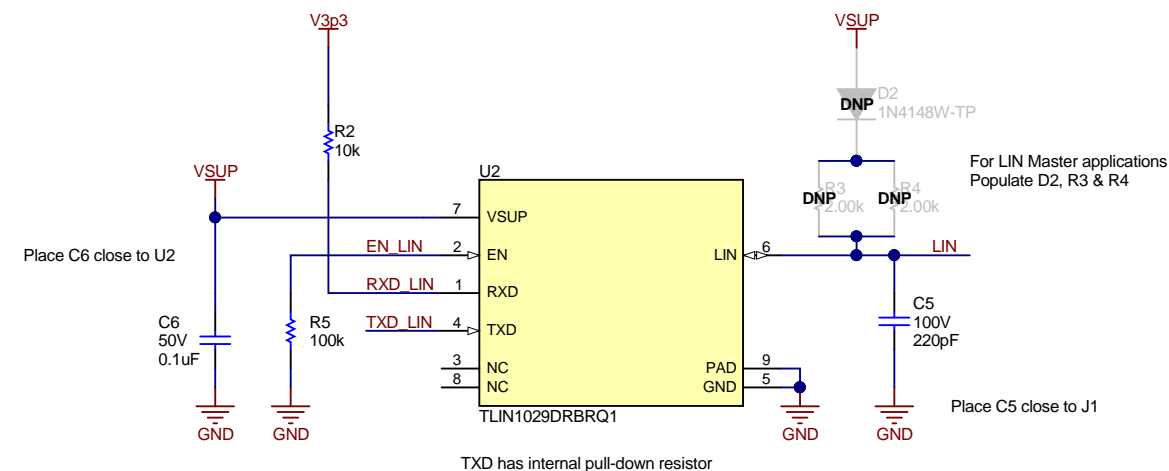 V3p3
VSUP
DNP
D2
1N4148W-TP
R2
10k
For LIN Master applications
Populate D2, R3 & R4
DNP
R3
2.00k
DNP
R4
2.00k
VSUP
U2
7 VSUP
Place C6 close to U2
EN_LIN 2 EN
LIN 6 LIN
RXD_LIN 1 RXD
TXD_LIN 4 TXD
C6
50V
0.1uF
R5
100k
C5
100V
220pF
3 NC
8 NC
PAD 9
GND 5
TLIN1029DRBRQ1
Place C5 close to J1
GND
GND
GND
GND
TXD has internal pull-down resistor